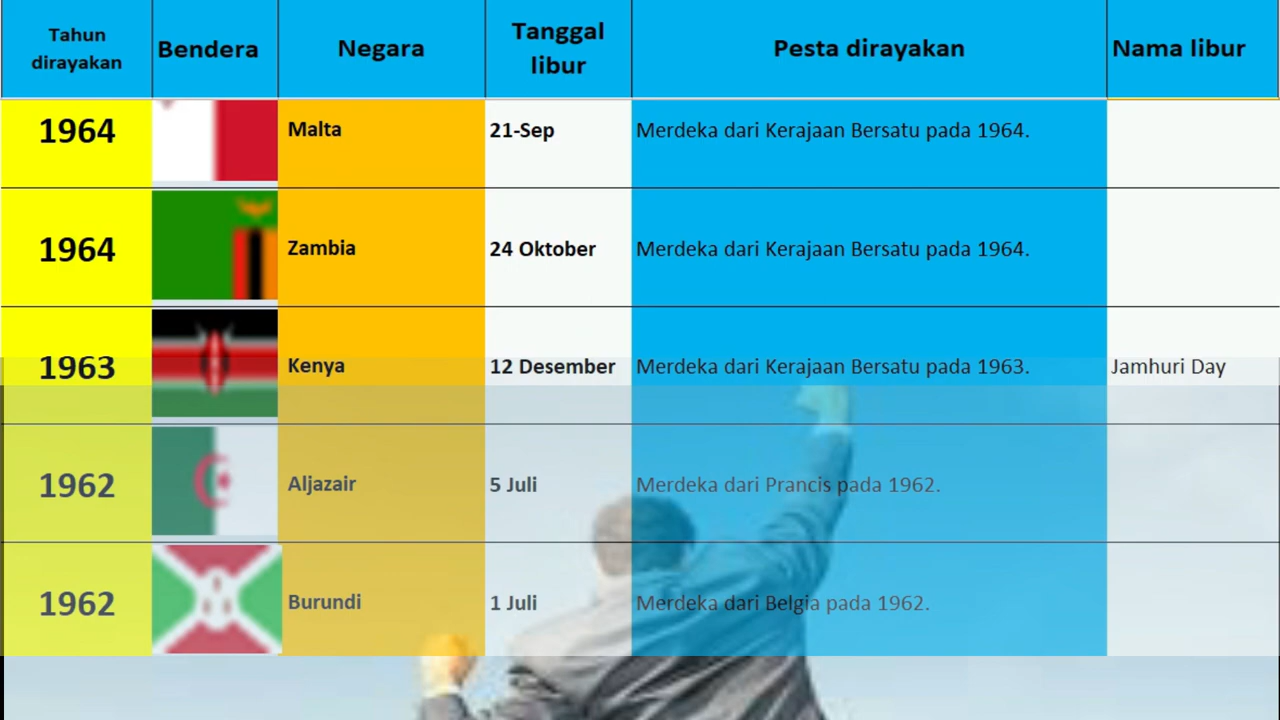 Tahun dirayakan Bendera Negara Tanggal libur Pesta dirayakan Nama libur
1964 Malta 21-Sep Merdeka dari Kerajaan Bersatu pada 1964.
1964 Zambia 24 Oktober Merdeka dari Kerajaan Bersatu pada 1964.
1963 Kenya 12 Desember Merdeka dari Kerajaan Bersatu pada 1963. Jamhuri Day
1962 Aljazair 5 Juli Merdeka dari Prancis pada 1962.
1962 Burundi 1 Juli Merdeka dari Belgia pada 1962.